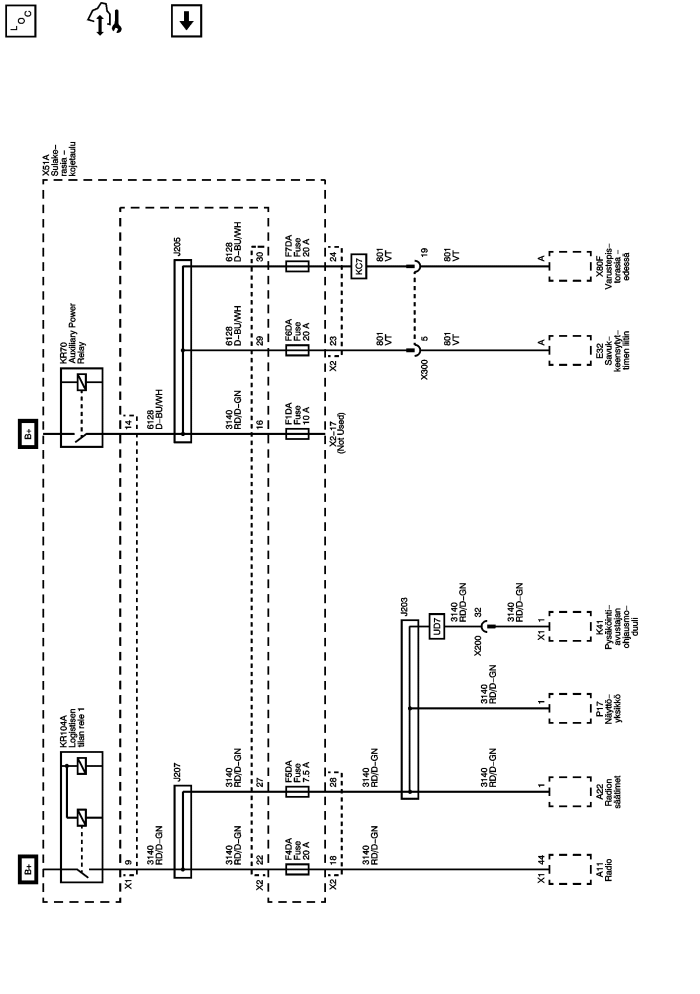 LOC
X51A
Sulake–
rasia –
kojetaulu
B+
KR104A
Logistisen
tilan rele 1
B+
KR70
Auxiliary Power
Relay
X1
9
14
3140
RD/D–GN
6128
D–BU/WH
J207
J205
3140
RD/D–GN
3140
RD/D–GN
3140
RD/D–GN
6128
D–BU/WH
6128
D–BU/WH
X2
22
27
16
29
30
F4DA
Fuse
20 A
F5DA
Fuse
7.5 A
F1DA
Fuse
10 A
F6DA
Fuse
20 A
F7DA
Fuse
20 A
X2
18
28
X2–17
(Not Used)
X2
23
24
KC7
3140
RD/D–GN
3140
RD/D–GN
801
VT
801
VT
J203
X300
5
19
UD7
3140
RD/D–GN
X200
32
801
VT
801
VT
3140
RD/D–GN
3140
RD/D–GN
3140
RD/D–GN
X1
44
1
1
X1
1
A
A
A11
Radio
A22
Radion
säätimet
P17
Näyttö–
yksikkö
K41
Pysäköinti–
avustajan
ohjausmo–
duuli
E32
Savuk–
keensytyt–
timen liitin
X80F
Varustepis–
torasia –
edessä